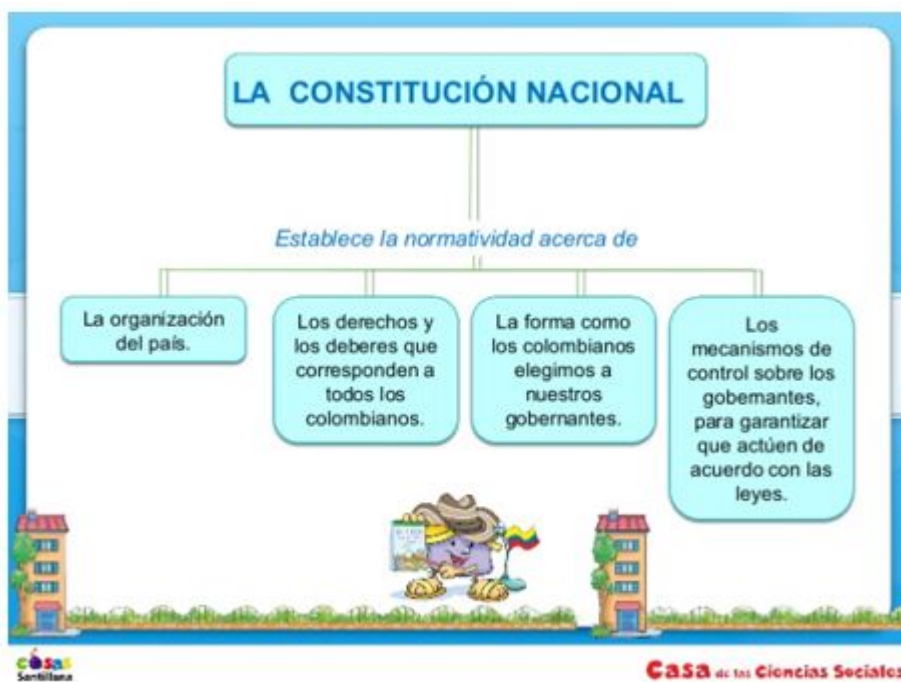 LA CONSTITUCIÓN NACIONAL
Establece la normatividad acerca de
La organización
del país.
Los derechos y
los deberes que
corresponden a
todos los
colombianos.
La forma como
los colombianos
elegimos a
nuestros
gobernantes.
Los
mecanismos de
control sobre los
gobernantes,
para garantizar
que actúen de
acuerdo con las
leyes.
cosas
Santillana
Casa de las Ciencias Sociales